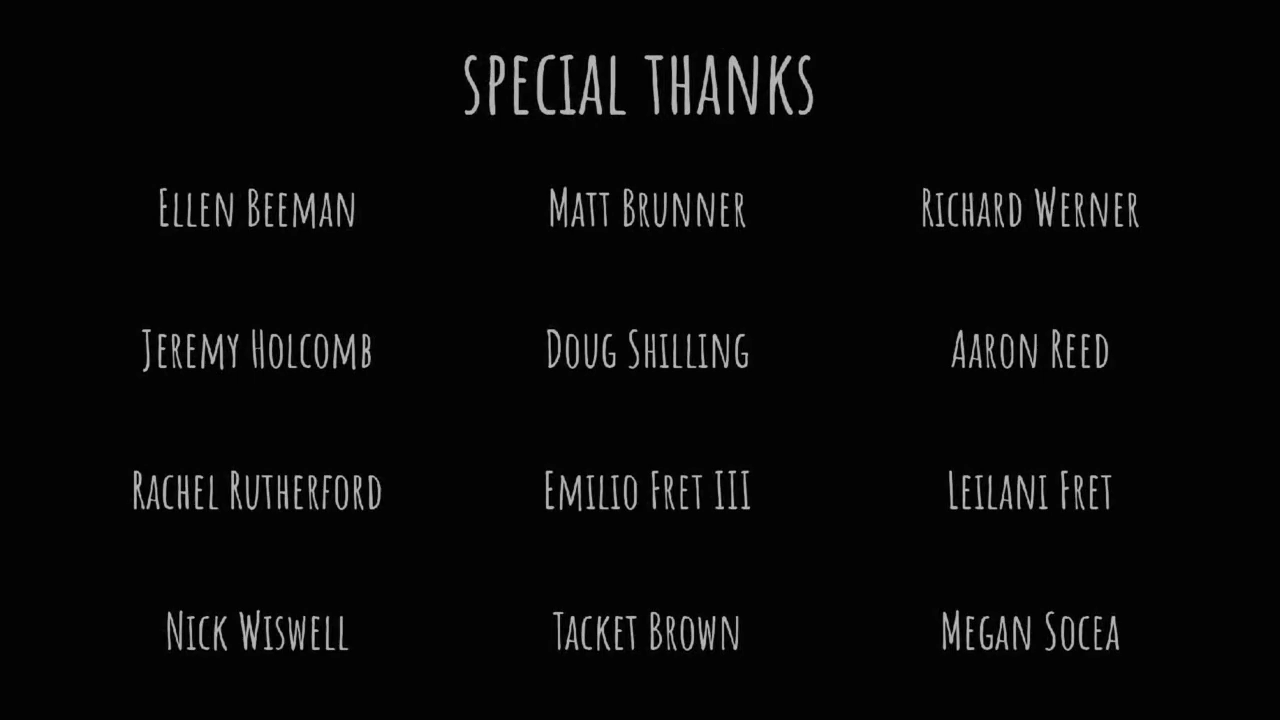 SPECIAL THANKS
ELLEN BEEMAN MATT BRUNNER RICHARD WERNER
JEREMY HOLCOMB DOUG SHILLING AARON REED
RACHEL RUTHERFORD EMILIO FRET III LEILANI FRET
NICK WISWELL TACKET BROWN MEGAN SOCEA